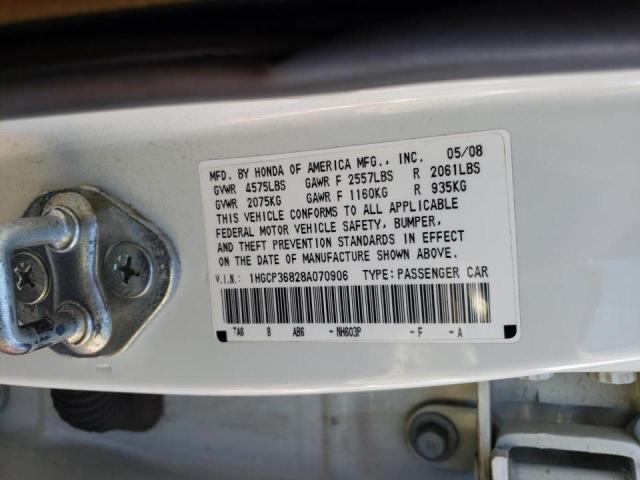 MFD. BY HONDA OF AMERICA MFG., INC. 05/08
GVWR 4575LBS GAWR F 2557LBS R 2061LBS
GVWR 2075KG GAWR F 1160KG R 935KG
THIS VEHICLE CONFORMS TO ALL APPLICABLE
FEDERAL MOTOR VEHICLE SAFETY, BUMPER,
AND THEFT PREVENTION STANDARDS IN EFFECT
ON THE DATE OF MANUFACTURE SHOWN ABOVE.
V.I.N.: 1HGCP36828A070906 TYPE:PASSENGER CAR
TA6 8 AB6 -NH603P -F -A